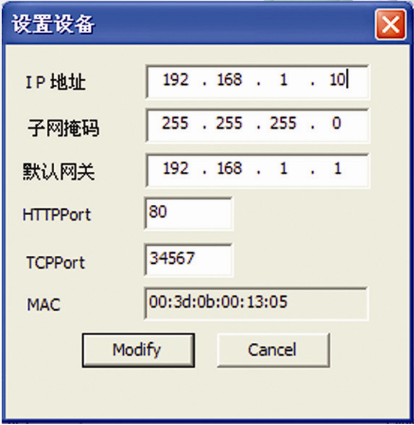 设置设备
IP地址 192 . 168 . 1 . 10
子网掩码 255 . 255 . 255 . 0
默认网关 192 . 168 . 1 . 1
HTTPPort 80
TCPPort 34567
MAC 00:3d:0b:00:13:05
Modify Cancel